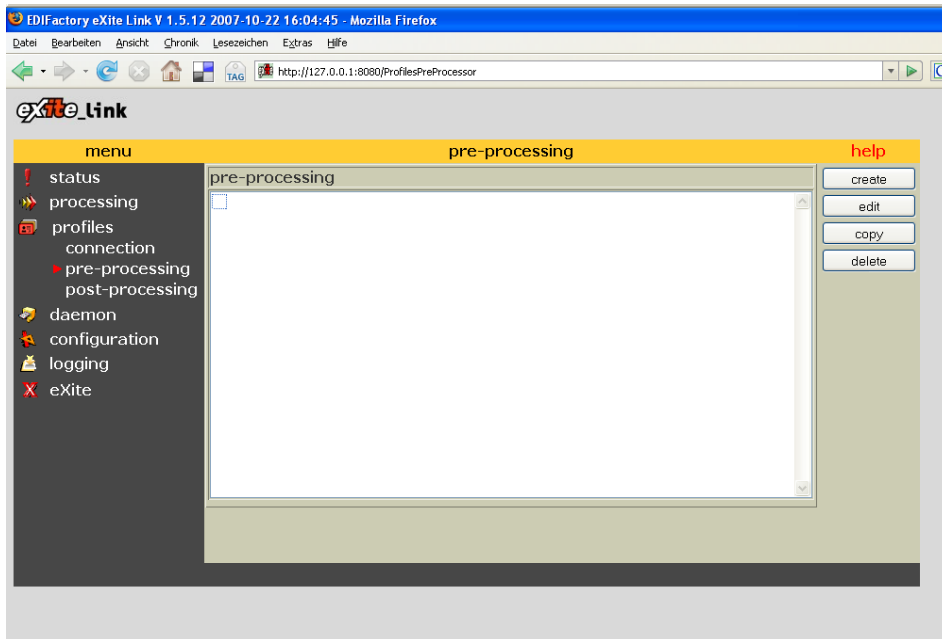 EDIFactory eXite Link V 1.5.12 2007-10-22 16:04:45 - Mozilla Firefox
Datei Bearbeiten Ansicht Chronik Lesezeichen Extras Hilfe
TAG http://127.0.0.1:8080/ProfilesPreProcessor
eXite_Link
menu pre-processing help
status
processing
profiles
connection
pre-processing
post-processing
daemon
configuration
logging
eXite
pre-processing
create
edit
copy
delete